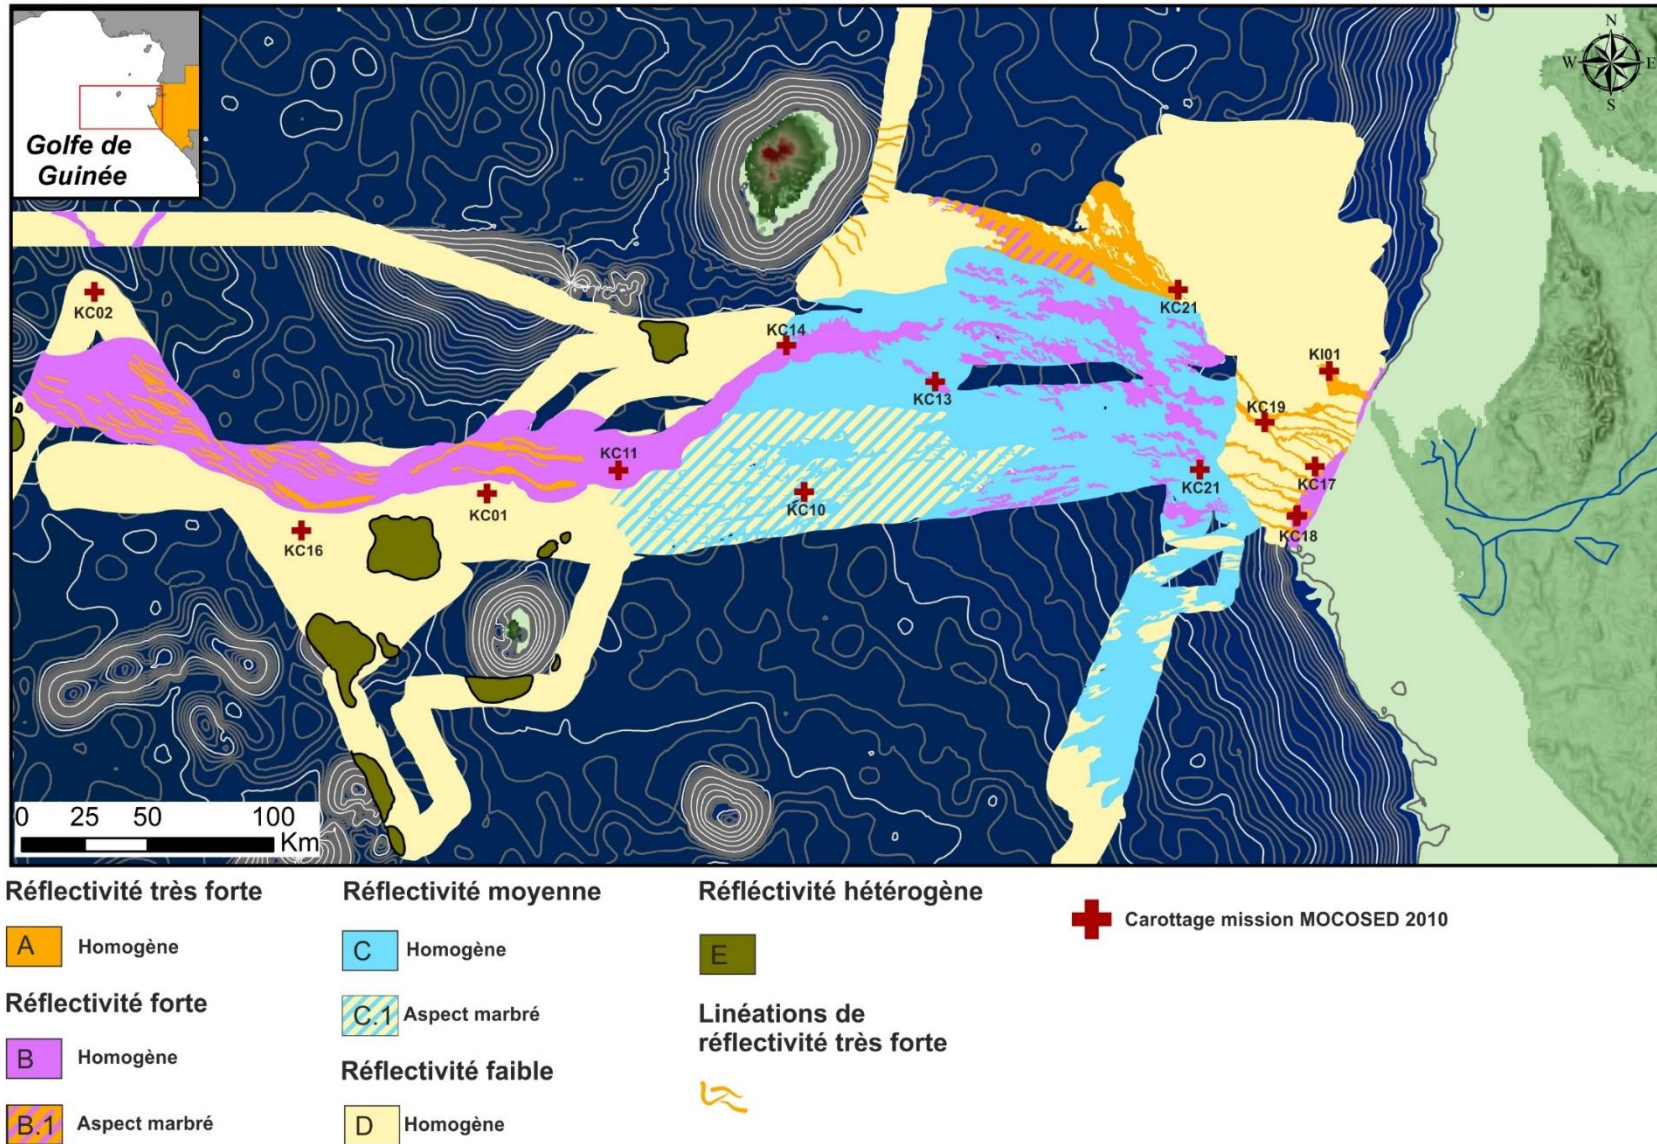 Golfe de
Guinée
N
W
E
S
KC02
KC14
KC21
KI01
KC13
KC19
KC11
KC17
KC21
KC10
KC01
KC18
KC16
0 25 50 100
Km
Réflectivité très forte
A Homogène
Réflectivité forte
B Homogène
B.1 Aspect marbré
Réflectivité moyenne
C Homogène
C.1 Aspect marbré
Réflectivité faible
D Homogène
Réfléctivité hétérogène
E
Linéations de
réflectivité très forte
Carottage mission MOCOSED 2010